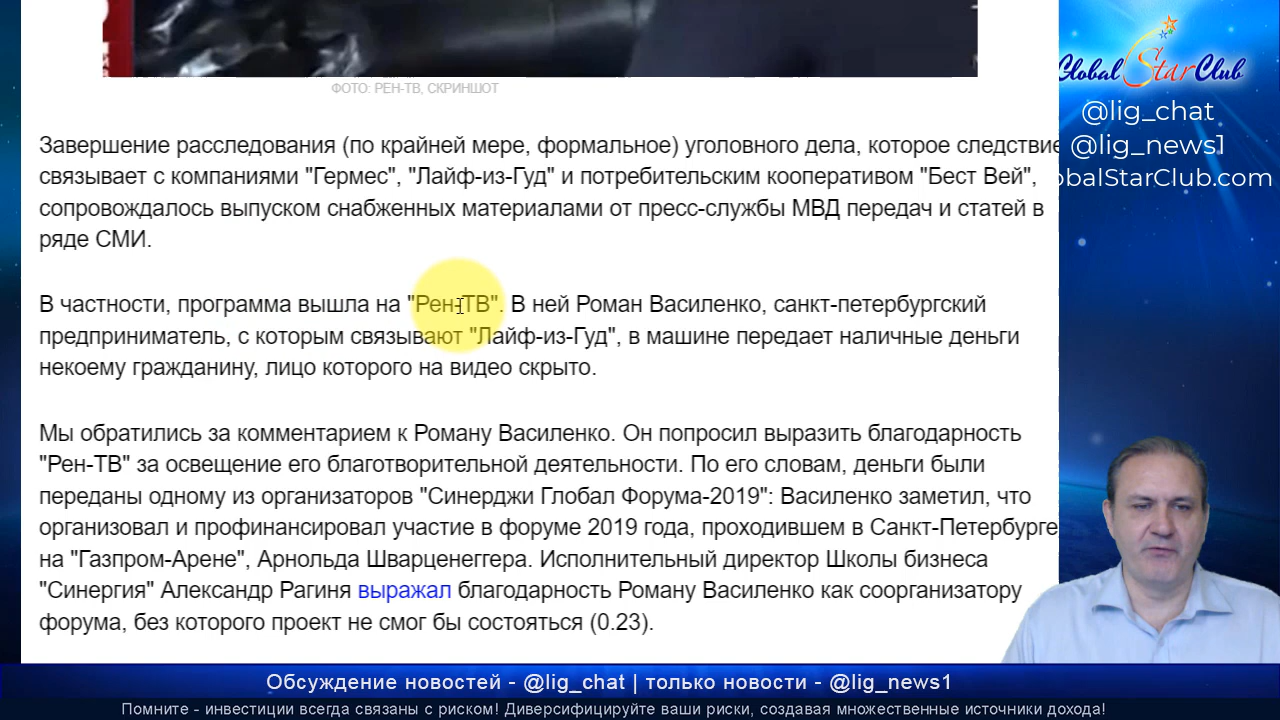 ФОТО: РЕН-ТВ, СКРИНШОТ
Завершение расследования (по крайней мере, формальное) уголовного дела, которое следствие
связывает с компаниями "Гермес", "Лайф-из-Гуд" и потребительским кооперативом "Бест Вей",
сопровождалось выпуском снабженных материалами от пресс-службы МВД передач и статей в
ряде СМИ.
В частности, программа вышла на "Рен-ТВ". В ней Роман Василенко, санкт-петербургский
предприниматель, с которым связывают "Лайф-из-Гуд", в машине передает наличные деньги
некоему гражданину, лицо которого на видео скрыто.
Мы обратились за комментарием к Роману Василенко. Он попросил выразить благодарность
"Рен-ТВ" за освещение его благотворительной деятельности. По его словам, деньги были
переданы одному из организаторов "Синерджи Глобал Форума-2019": Василенко заметил, что
организовал и профинансировал участие в форуме 2019 года, проходившем в Санкт-Петербурге
на "Газпром-Арене", Арнольда Шварценеггера. Исполнительный директор Школы бизнеса
"Синергия" Александр Рагиня выражал благодарность Роману Василенко как соорганизатору
форума, без которого проект не смог бы состояться (0.23).
Global Star Club
@lig_chat
@lig_news1
obalStarClub.com
Обсуждение новостей - @lig_chat | только новости - @lig_news1
Помните - инвестиции всегда связаны с риском! Диверсифицируйте ваши риски, создавая множественные источники дохода!